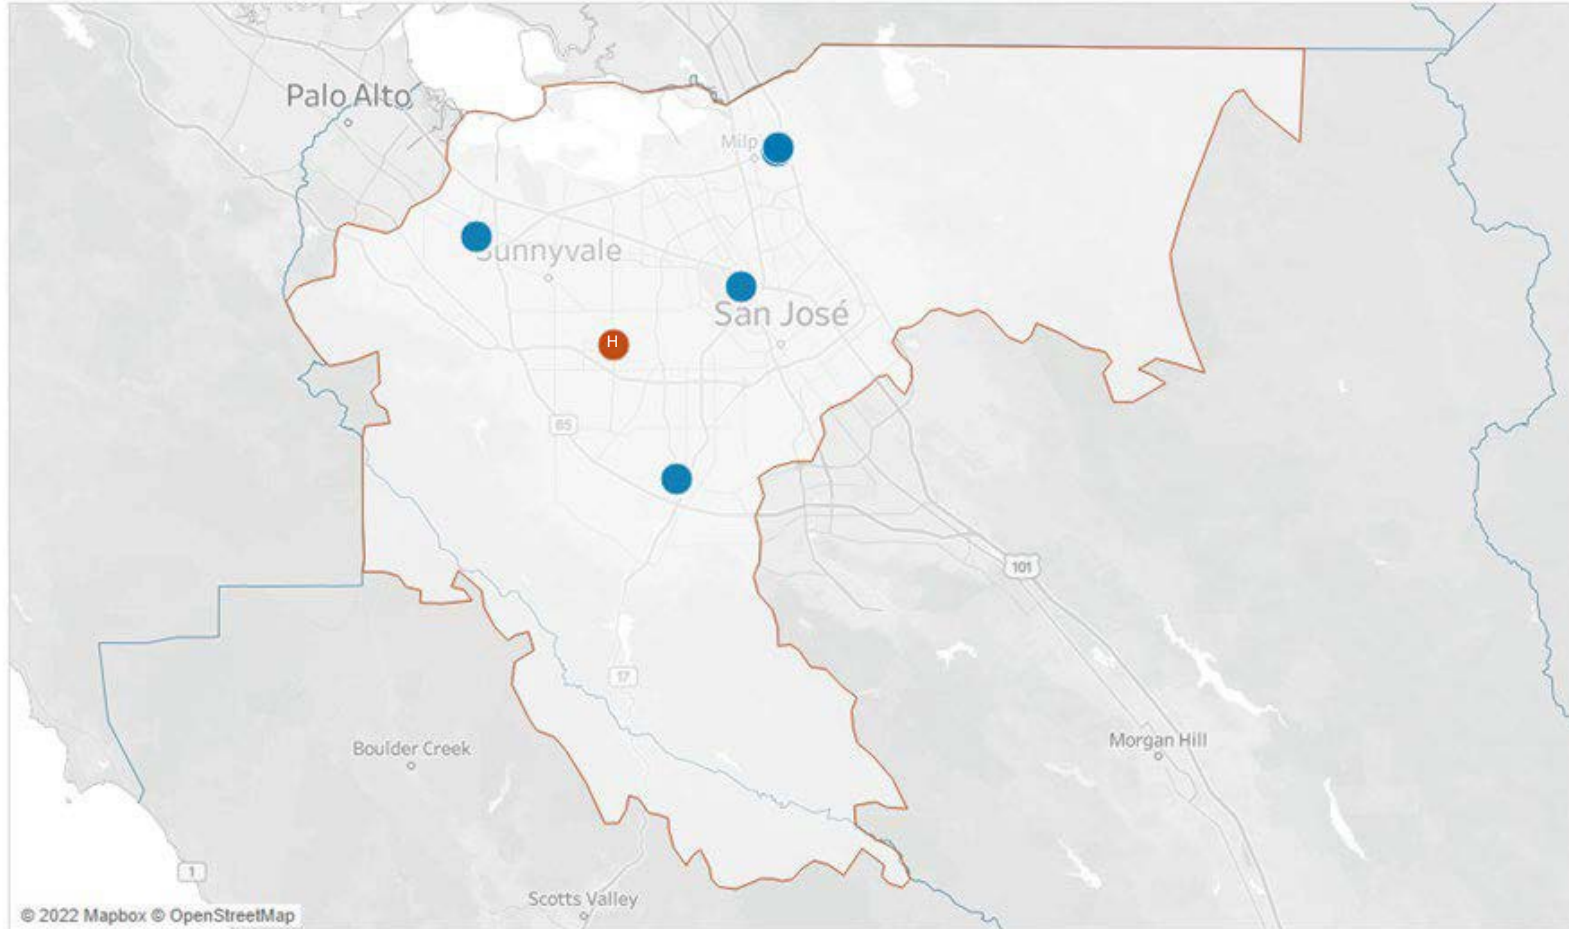 Palo Alto
Milp
Sunnyvale
San José
H
85
101
17
Boulder Creek
Morgan Hill
1
Scotts Valley
© 2022 Mapbox © OpenStreetMap